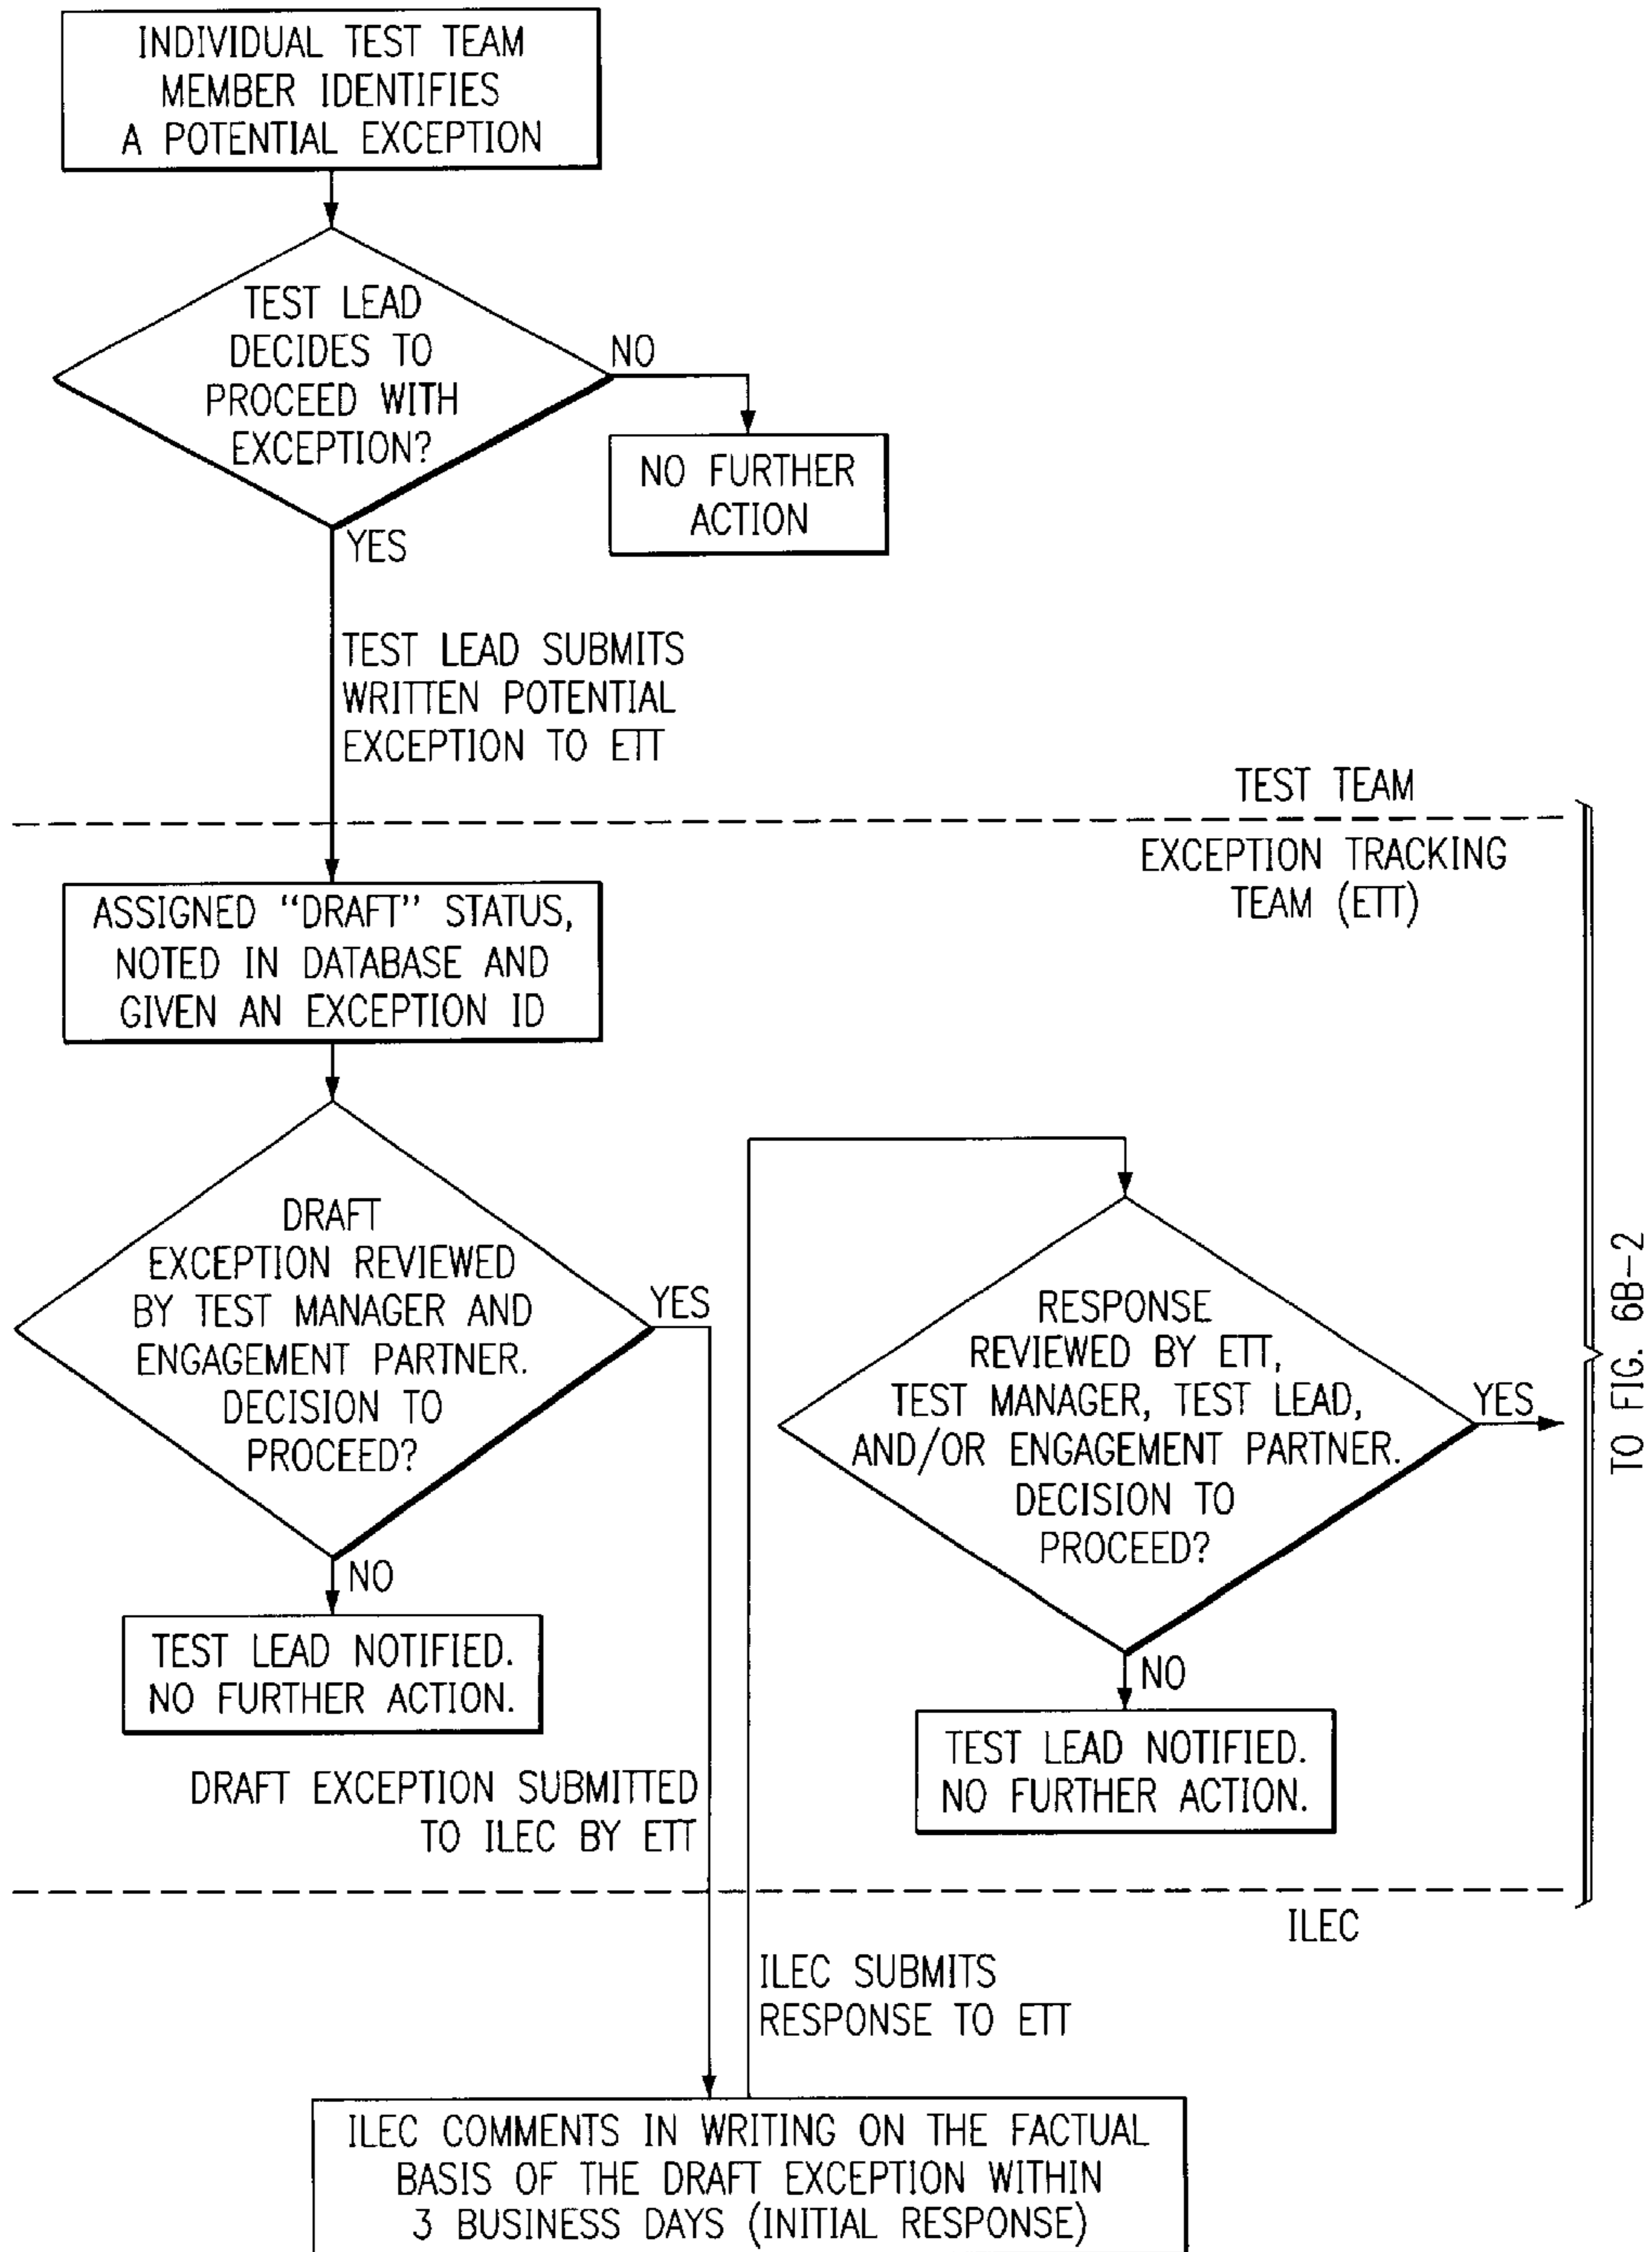 INDIVIDUAL TEST TEAM
MEMBER IDENTIFIES
A POTENTIAL EXCEPTION
TEST LEAD
DECIDES TO
PROCEED WITH
EXCEPTION?
NO
NO FURTHER
ACTION
YES
TEST LEAD SUBMITS
WRITTEN POTENTIAL
EXCEPTION TO ETT
TEST TEAM
EXCEPTION TRACKING
TEAM (ETT)
ASSIGNED “DRAFT” STATUS,
NOTED IN DATABASE AND
GIVEN AN EXCEPTION ID
DRAFT
EXCEPTION REVIEWED
BY TEST MANAGER AND
ENGAGEMENT PARTNER.
DECISION TO
PROCEED?
YES
NO
TEST LEAD NOTIFIED.
NO FURTHER ACTION.
DRAFT EXCEPTION SUBMITTED
TO ILEC BY ETT
RESPONSE
REVIEWED BY ETT,
TEST MANAGER, TEST LEAD,
AND/OR ENGAGEMENT PARTNER.
DECISION TO
PROCEED?
YES
NO
TEST LEAD NOTIFIED.
NO FURTHER ACTION.
TO FIG. 6B-2
ILEC
ILEC SUBMITS
RESPONSE TO ETT
ILEC COMMENTS IN WRITING ON THE FACTUAL
BASIS OF THE DRAFT EXCEPTION WITHIN
3 BUSINESS DAYS (INITIAL RESPONSE)